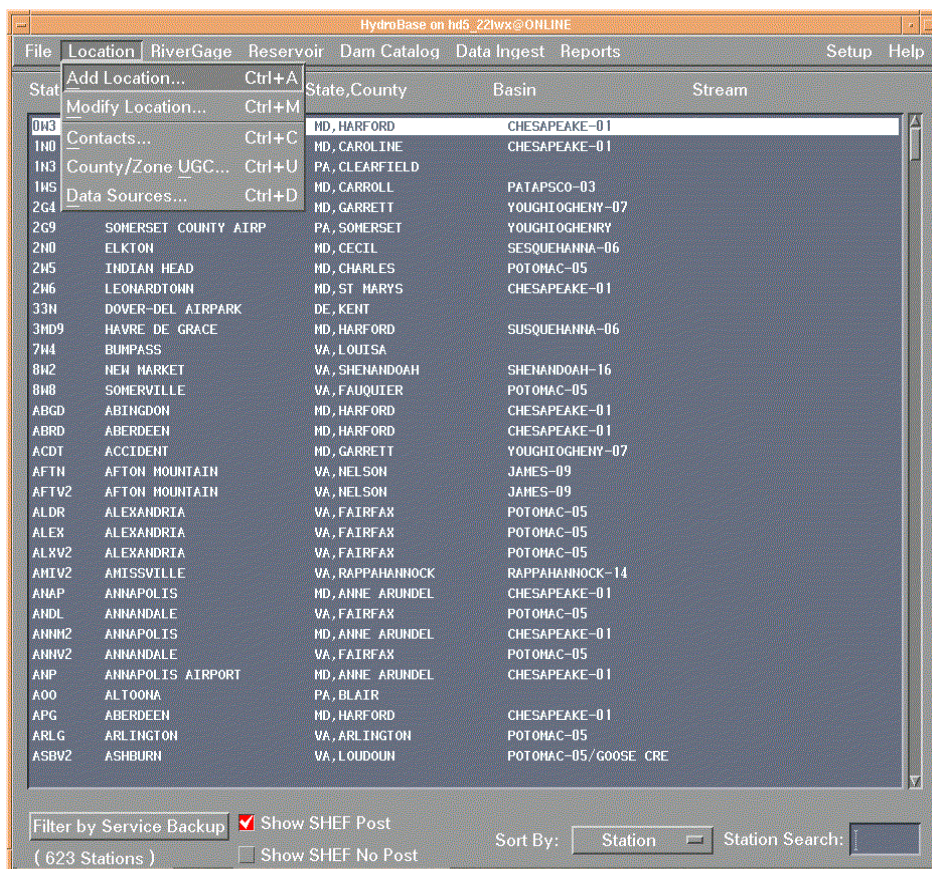 HydroBase on hd5_22lwx@ONLINE
File Location RiverGage Reservoir Dam Catalog Data Ingest Reports Setup Help
Add Location... Ctrl+A
Modify Location... Ctrl+M
Contacts... Ctrl+C
County/Zone UGC... Ctrl+U
Data Sources... Ctrl+D
Stat State,County Basin Stream
0W3 MD,HARFORD CHESAPEAKE-01
1N0 MD,CAROLINE CHESAPEAKE-01
1N3 PA,CLEARFIELD
1W5 MD,CARROLL PATAPSCO-03
2G4 MD,GARRETT YOUGHIOGHENY-07
2G9 SOMERSET COUNTY AIRP PA,SOMERSET YOUGHIOGHENRY
2N0 ELKTON MD,CECIL SESQUEHANNA-06
2W5 INDIAN HEAD MD,CHARLES POTOMAC-05
2W6 LEONARDTOWN MD,ST MARYS CHESAPEAKE-01
33N DOVER-DEL AIRPARK DE,KENT
3MD9 HAVRE DE GRACE MD,HARFORD SUSQUEHANNA-06
7W4 BUMPASS VA,LOUISA
8W2 NEW MARKET VA,SHENANDOAH SHENANDOAH-16
8W8 SOMERVILLE VA,FAUQUIER POTOMAC-05
ABGD ABINGDON MD,HARFORD CHESAPEAKE-01
ABRD ABERDEEN MD,HARFORD CHESAPEAKE-01
ACDT ACCIDENT MD,GARRETT YOUGHIOGHENY-07
AFTN AFTON MOUNTAIN VA,NELSON JAMES-09
AFTV2 AFTON MOUNTAIN VA,NELSON JAMES-09
ALDR ALEXANDRIA VA,FAIRFAX POTOMAC-05
ALEX ALEXANDRIA VA,FAIRFAX POTOMAC-05
ALXV2 ALEXANDRIA VA,FAIRFAX POTOMAC-05
AMIV2 AMISSVILLE VA,RAPPAHANNOCK RAPPAHANNOCK-14
ANAP ANNAPOLIS MD,ANNE ARUNDEL CHESAPEAKE-01
ANDL ANNANDALE VA,FAIRFAX POTOMAC-05
ANNM2 ANNAPOLIS MD,ANNE ARUNDEL CHESAPEAKE-01
ANNV2 ANNANDALE VA,FAIRFAX POTOMAC-05
ANP ANNAPOLIS AIRPORT MD,ANNE ARUNDEL CHESAPEAKE-01
AOO ALTOONA PA,BLAIR
APG ABERDEEN MD,HARFORD CHESAPEAKE-01
ARLG ARLINGTON VA,ARLINGTON POTOMAC-05
ASBV2 ASHBURN VA,LOUDOUN POTOMAC-05/GOOSE CRE
Filter by Service Backup Show SHEF Post
Sort By: Station Station Search:
( 623 Stations ) Show SHEF No Post